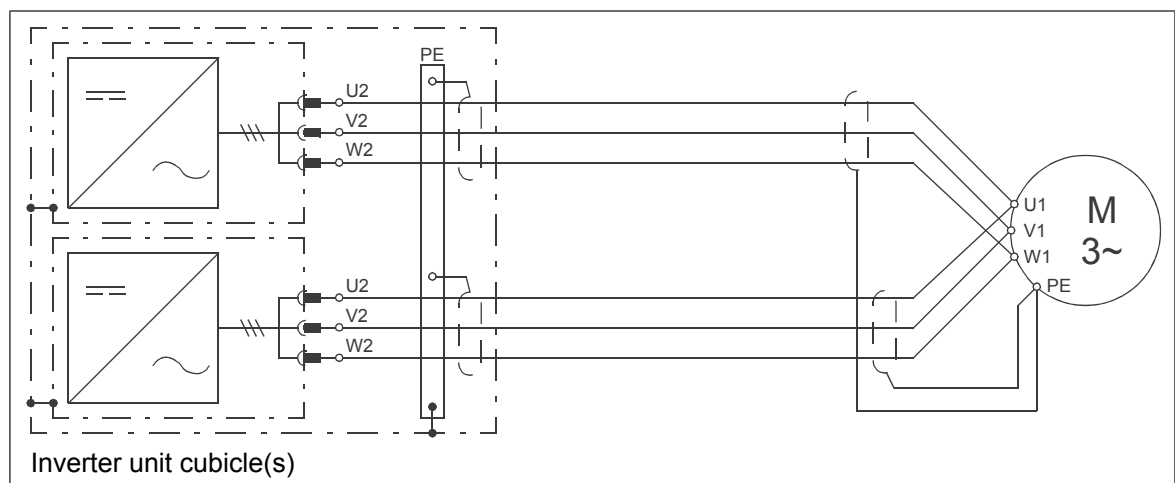 PE
U2
V2
W2
U1
M
V1
3~
W1
PE
U2
V2
W2
Inverter unit cubicle(s)